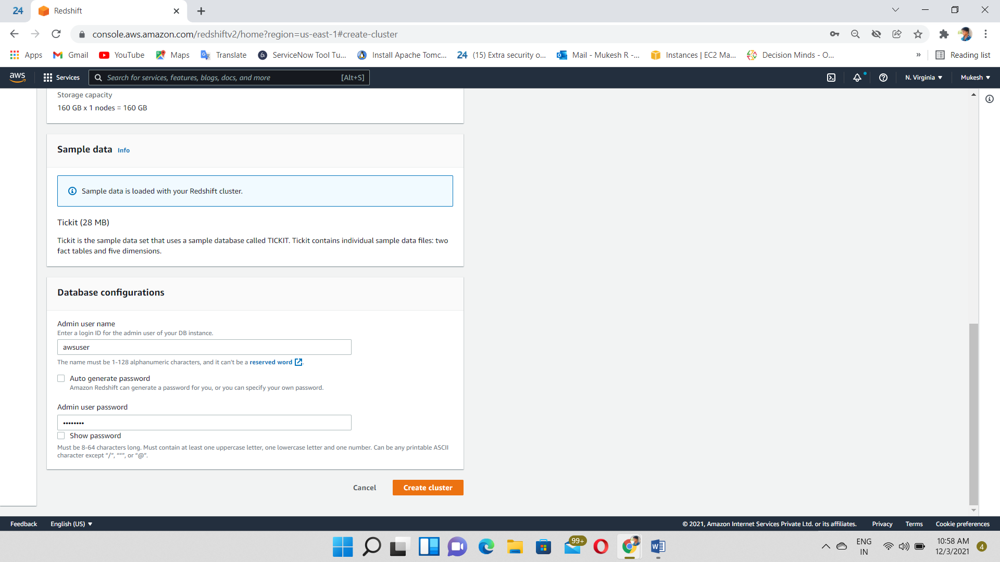 24
Redshift
console.aws.amazon.com/redshiftv2/home?region=us-east-1#create-cluster
Apps
Gmail
YouTube
Maps
Translate
ServiceNow Tool Tu...
Install Apache Tomc...
24 (15) Extra security o...
Mail - Mukesh R -...
Instances | EC2 Ma...
Decision Minds - O...
»
Reading list
aws
Services
Search for services, features, blogs, docs, and more
[Alt+S]
N. Virginia
Mukesh
Storage capacity
160 GB x 1 nodes = 160 GB
Sample data Info
Sample data is loaded with your Redshift cluster.
Tickit (28 MB)
Tickit is the sample data set that uses a sample database called TICKIT. Tickit contains individual sample data files: two
fact tables and five dimensions.
Database configurations
Admin user name
Enter a login ID for the admin user of your DB instance.
awsuser
The name must be 1-128 alphanumeric characters, and it can't be a reserved word.
Auto generate password
Amazon Redshift can generate a password for you, or you can specify your own password.
Admin user password
••••••••
Show password
Must be 8-64 characters long. Must contain at least one uppercase letter, one lowercase letter and one number. Can be any printable ASCII
character except “/”, “"”, or “@”.
Cancel
Create cluster
Feedback
English (US)
© 2021, Amazon Internet Services Private Ltd. or its affiliates.
Privacy
Terms
Cookie preferences
99+
ENG
IN
10:58 AM
12/3/2021
4